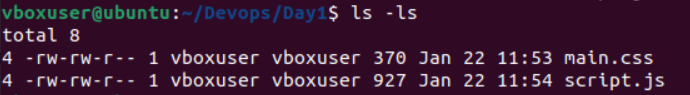 vboxuser@ubuntu:~/Devops/Day1$ ls -ls
total 8
4 -rw-rw-r-- 1 vboxuser vboxuser 370 Jan 22 11:53 main.css
4 -rw-rw-r-- 1 vboxuser vboxuser 927 Jan 22 11:54 script.js